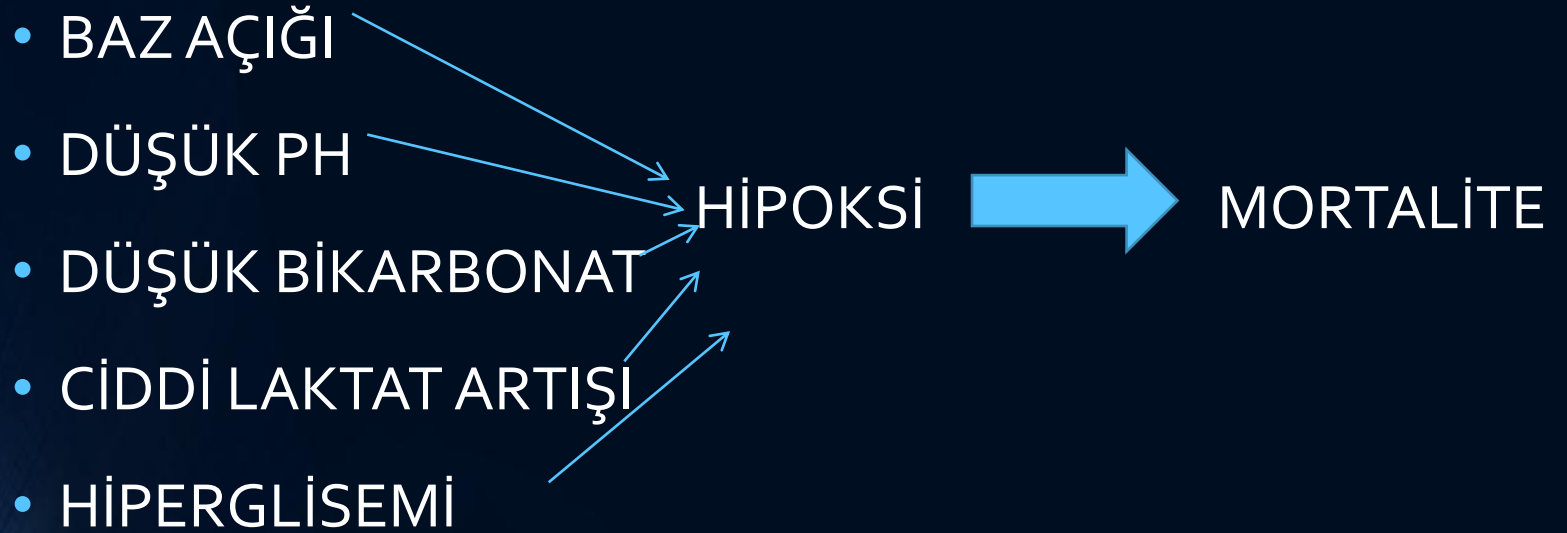 • BAZ AÇIĞI
• DÜŞÜK PH
HİPOKSİ MORTALİTE
• DÜŞÜK BİKARBONAT
• CİDDİ LAKTAT ARTIŞI
• HİPERGLİSEMİ